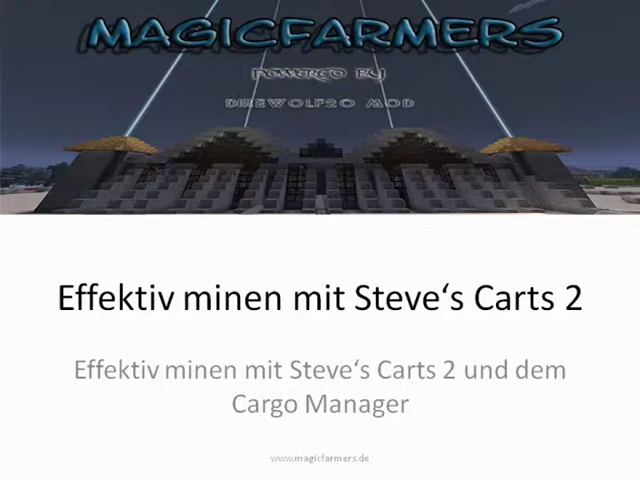 MAGICFARMERS
POWERED BY
DIREWOLF20 MOD
Effektiv minen mit Steve‘s Carts 2
Effektiv minen mit Steve‘s Carts 2 und dem
Cargo Manager
www.magicfarmers.de